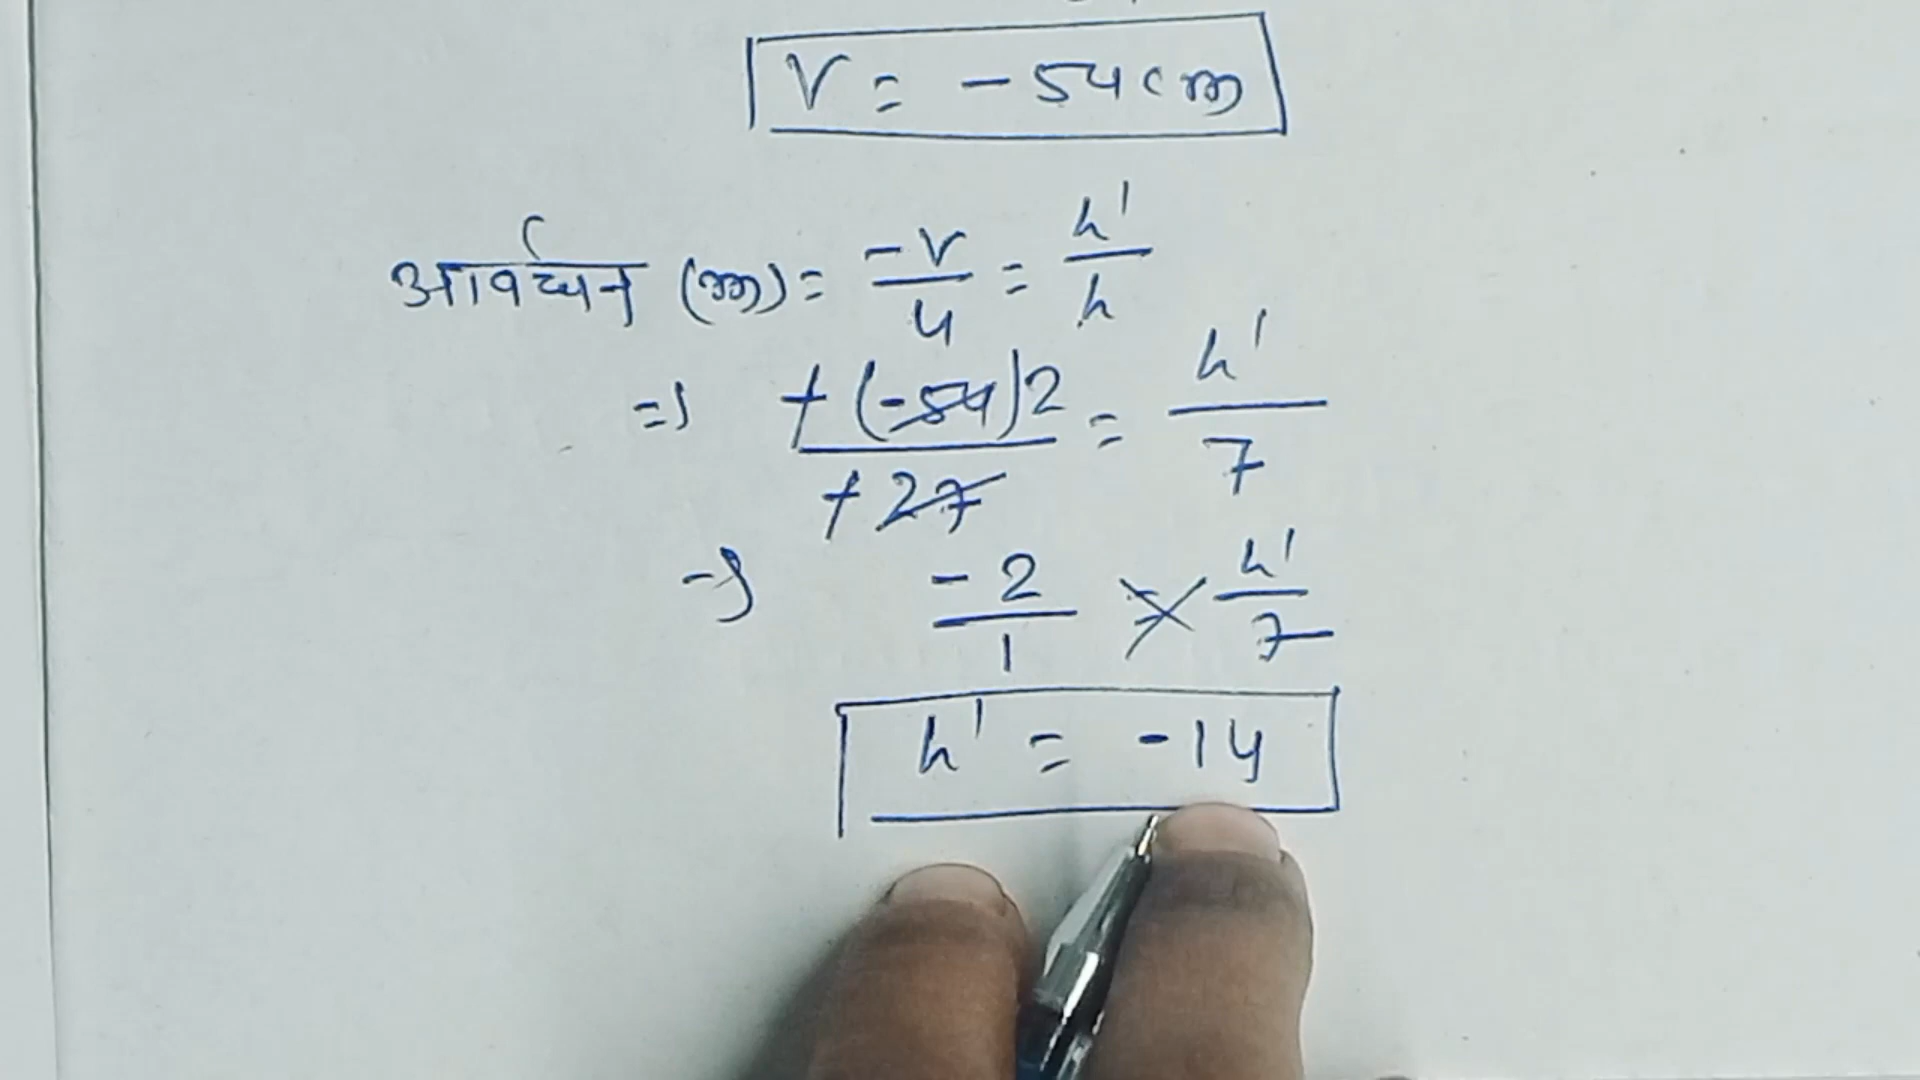 V = - 54 cm
आवर्धन (m) = -V/u = h'/h
=> + (-54) 2 / + 27 = h'/7
=> -2/1 = h'/7
h' = -14